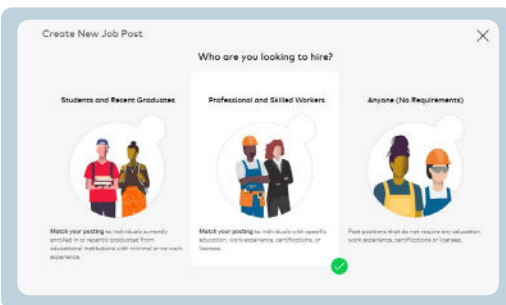 Create New Job Post
Who are you looking to hire?
Students and Recent Graduates
Match your posting to individuals currently
enrolled in or recently graduated from
educational institutions with minimal or no work
experience.
Professional and Skilled Workers
Match your posting to individuals with specific
education, work experience, certifications, or
licenses.
Anyone (No Requirements)
Post positions that do not require any education,
work experience, certifications or licenses.